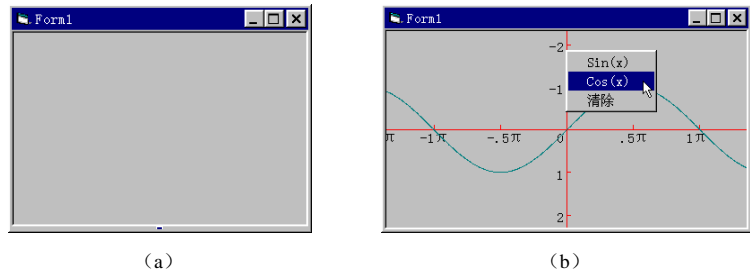 Form1
Form1
-2
Sin(x)
-1
Cos(x)
清除
π -1π -.5π 0 .5π 1π
1
2
（a）
（b）